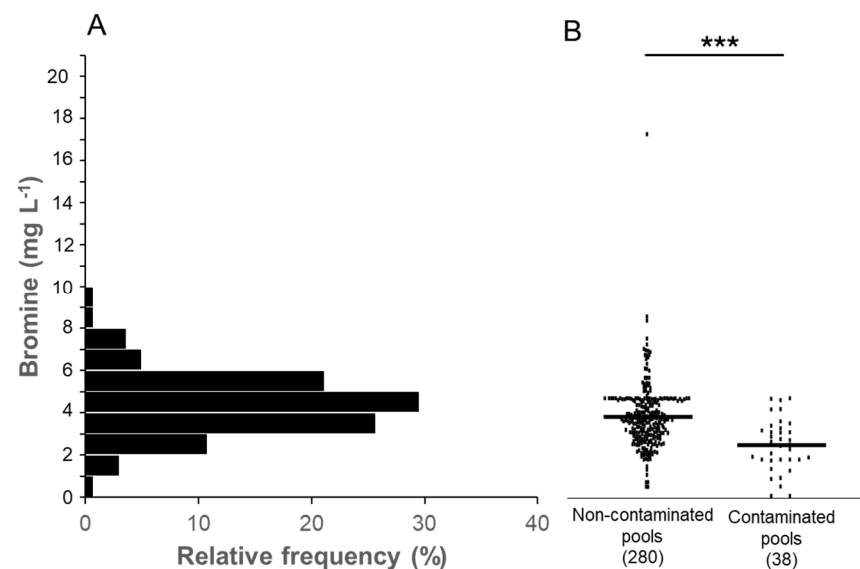 A
B
***
20
18
16
14
12
10
8
6
4
2
0
Bromine (mg L-1)
0
10
20
30
40
Relative frequency (%)
Non-contaminated
pools
(280)
Contaminated
pools
(38)